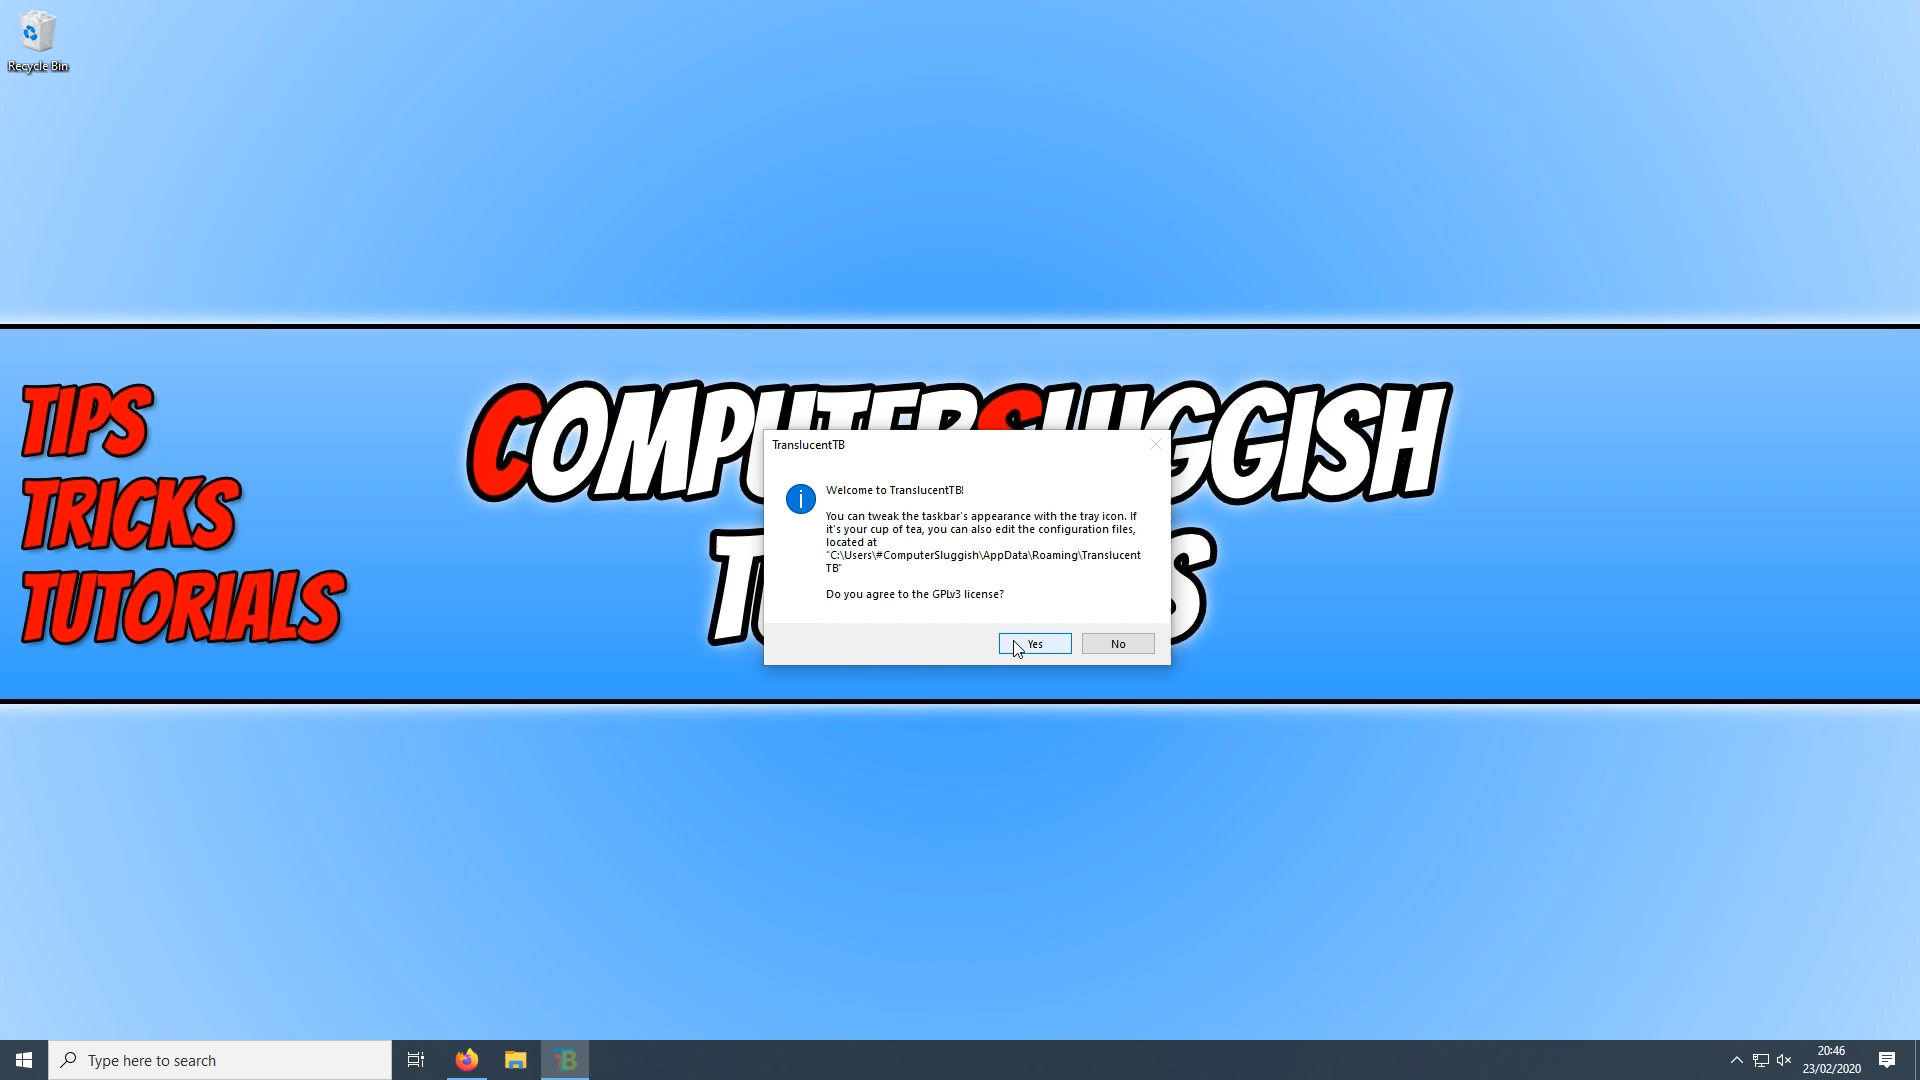 Recycle Bin
TIPS
TRICKS
TUTORIALS
COMPUTERSLUGGISH
TranslucentTB
Welcome to TranslucentTB!
You can tweak the taskbar's appearance with the tray icon. If
it's your cup of tea, you can also edit the configuration files,
located at
"C:\Users\#ComputerSluggish\AppData\Roaming\Translucent
TB"
Do you agree to the GPLv3 license?
Yes
No
Type here to search
TB
20:46
23/02/2020